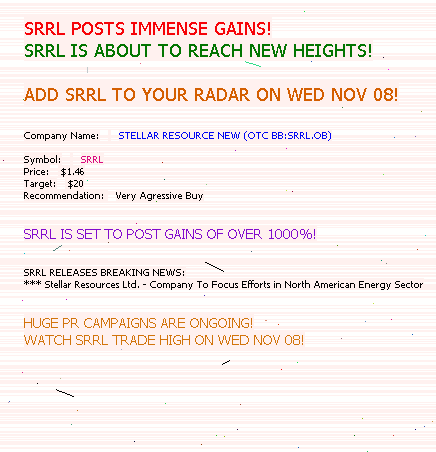 SRRL POSTS IMMENSE GAINS!
SRRL IS ABOUT TO REACH NEW HEIGHTS!
ADD SRRL TO YOUR RADAR ON WED NOV 08!
Company Name: STELLAR RESOURCE NEW (OTC BB:SRRL.OB)
Symbol: SRRL
Price: $1.46
Target: $20
Recommendation: Very Agressive Buy
SRRL IS SET TO POST GAINS OF OVER 1000%!
SRRL RELEASES BREAKING NEWS:
*** Stellar Resources Ltd. - Company To Focus Efforts in North American Energy Sector
HUGE PR CAMPAIGNS ARE ONGOING!
WATCH SRRL TRADE HIGH ON WED NOV 08!